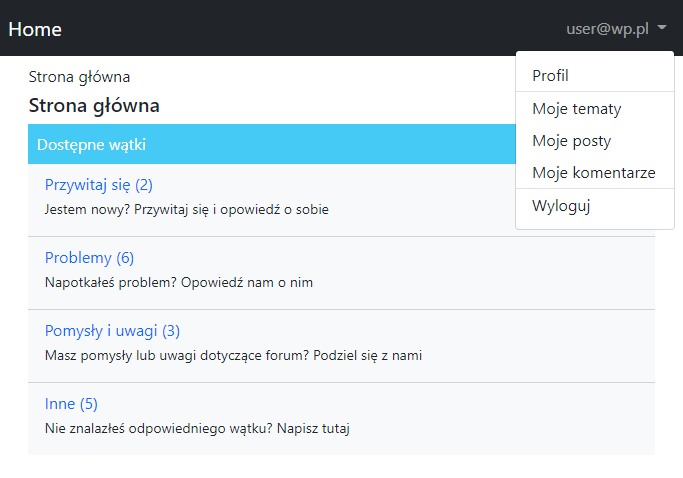 Home
user@wp.pl
Profil
Moje tematy
Moje posty
Moje komentarze
Wyloguj
Strona główna
Strona główna
Dostępne wątki
Przywitaj się (2)
Jestem nowy? Przywitaj się i opowiedź o sobie
Problemy (6)
Napotkałeś problem? Opowiedź nam o nim
Pomysły i uwagi (3)
Masz pomysły lub uwagi dotyczące forum? Podziel się z nami
Inne (5)
Nie znalazłeś odpowiedniego wątku? Napisz tutaj